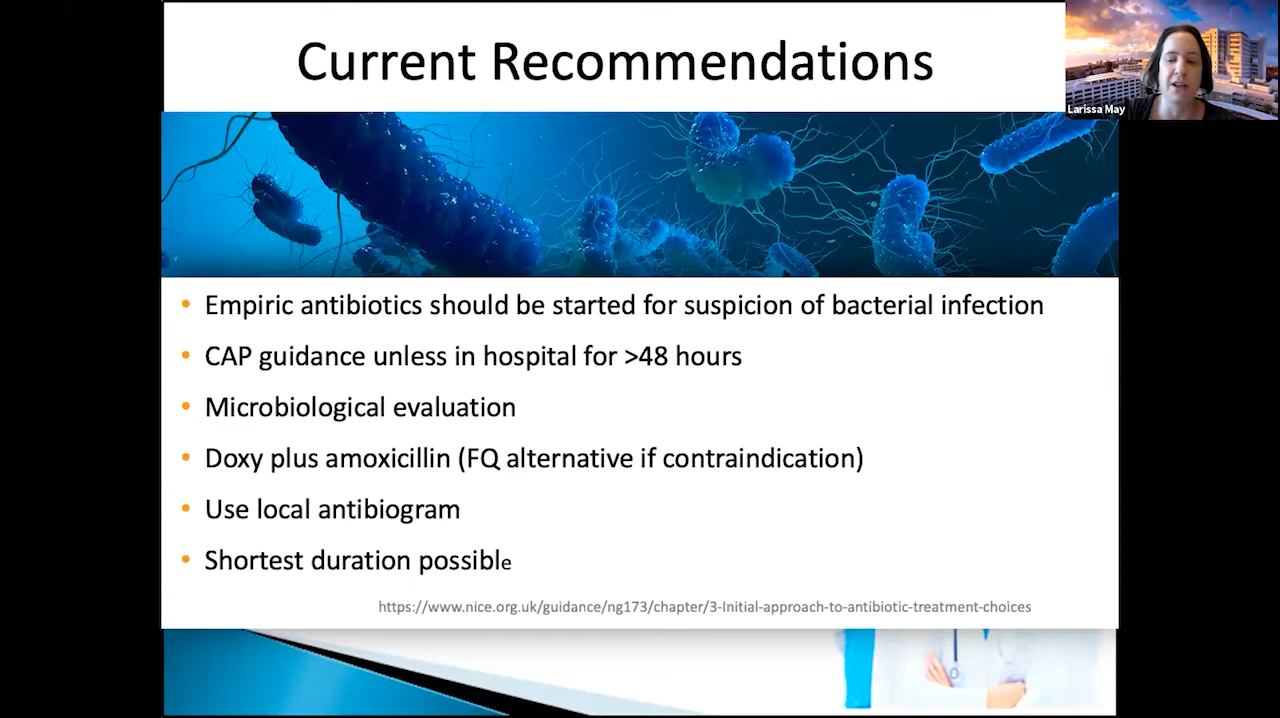 Current Recommendations
Larissa May
Empiric antibiotics should be started for suspicion of bacterial infection
CAP guidance unless in hospital for >48 hours
Microbiological evaluation
Doxy plus amoxicillin (FQ alternative if contraindication)
Use local antibiogram
Shortest duration possible
https://www.nice.org.uk/guidance/ng173/chapter/3-Initial-approach-to-antibiotic-treatment-choices